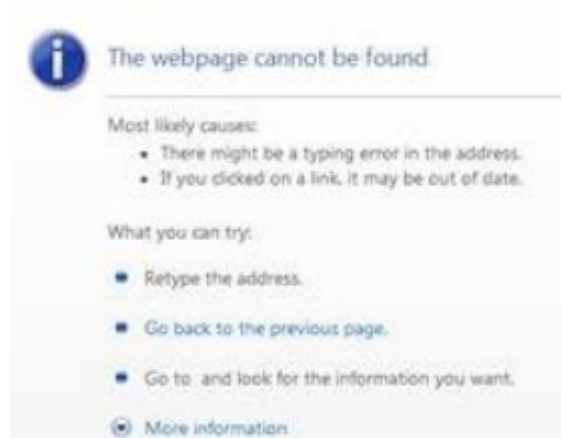 The webpage cannot be found
Most likely causes:
• There might be a typing error in the address.
• If you clicked on a link, it may be out of date.
What you can try:
Retype the address.
Go back to the previous page.
Go to and look for the information you want.
More information